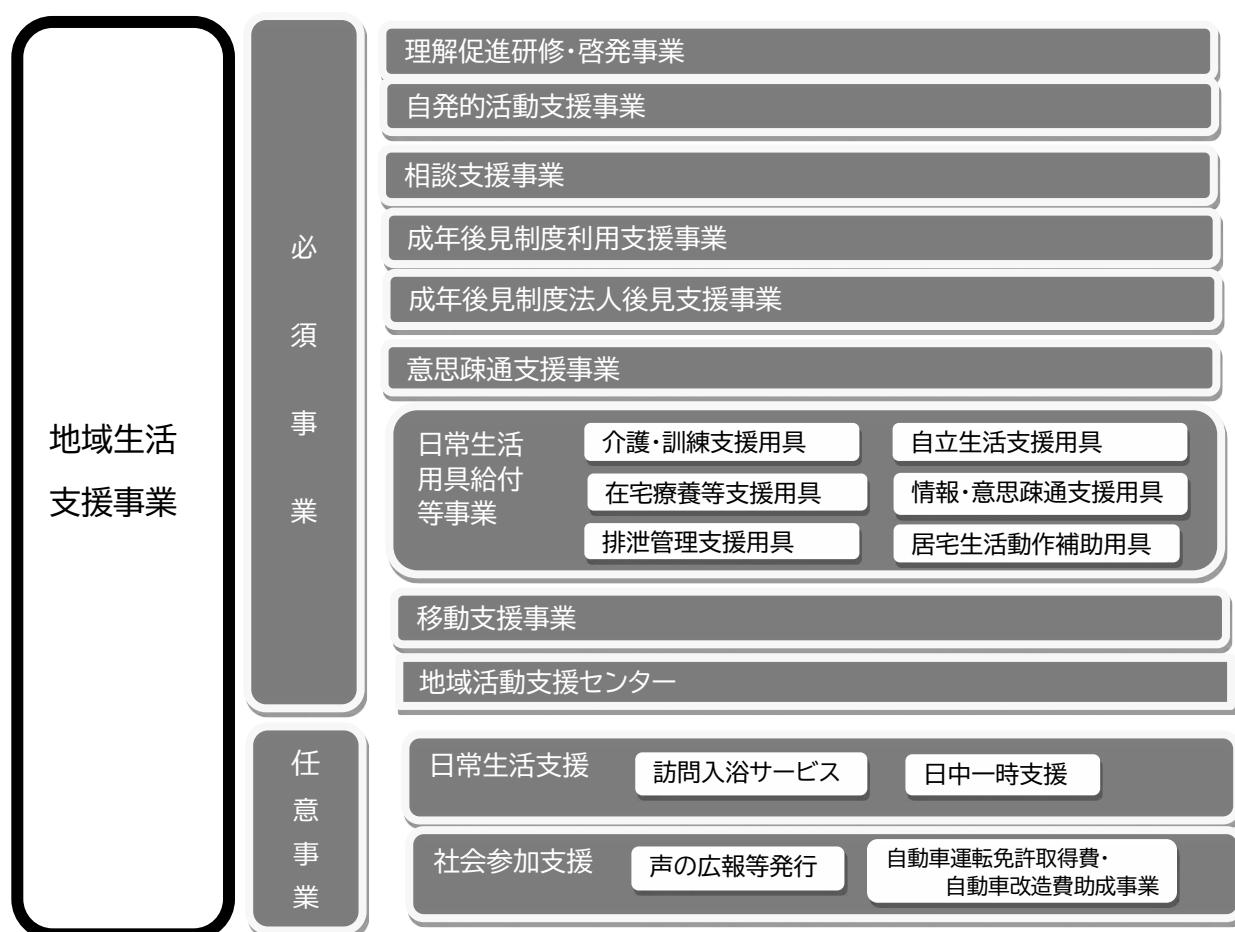 地域生活
支援事業
必須事業
理解促進研修・啓発事業
自発的活動支援事業
相談支援事業
成年後見制度利用支援事業
成年後見制度法人後見支援事業
意思疎通支援事業
日常生活
用具給付
等事業
介護・訓練支援用具
自立生活支援用具
在宅療養等支援用具
情報・意思疎通支援用具
排泄管理支援用具
居宅生活動作補助用具
移動支援事業
地域活動支援センター
任意事業
日常生活支援
訪問入浴サービス
日中一時支援
社会参加支援
声の広報等発行
自動車運転免許取得費・
自動車改造費助成事業